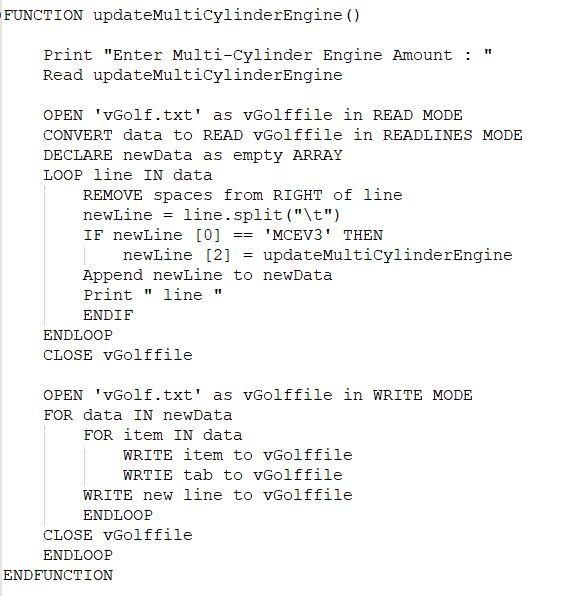 FUNCTION updateMultiCylinderEngine()
Print "Enter Multi-Cylinder Engine Amount : "
Read updateMultiCylinderEngine
OPEN 'vGolf.txt' as vGolffile in READ MODE
CONVERT data to READ vGolffile in READLINES MODE
DECLARE newData as empty ARRAY
LOOP line IN data
REMOVE spaces from RIGHT of line
newLine = line.split("\t")
IF newLine [0] == 'MCEV3' THEN
newLine [2] = updateMultiCylinderEngine
Append newLine to newData
Print " line "
ENDIF
ENDLOOP
CLOSE vGolffile
OPEN 'vGolf.txt' as vGolffile in WRITE MODE
FOR data IN newData
FOR item IN data
WRITE item to vGolffile
WRTIE tab to vGolffile
WRITE new line to vGolffile
ENDLOOP
CLOSE vGolffile
ENDLOOP
ENDFUNCTION